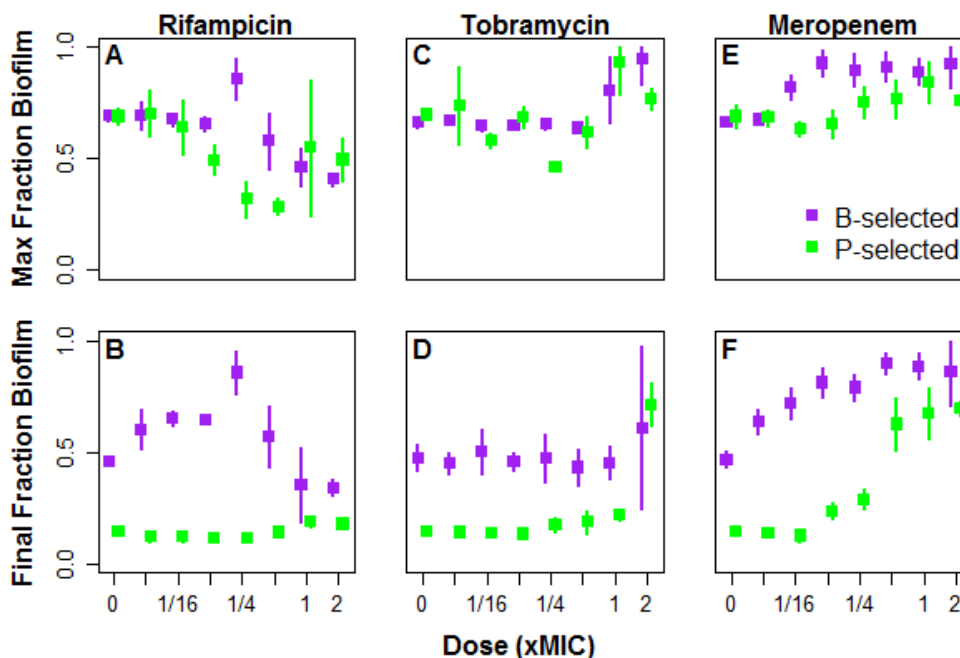 Rifampicin Tobramycin Meropenem
Max Fraction Biofilm
1.0
0.5
0.0
A
C
E
B-selected
P-selected
Final Fraction Biofilm
1.0
0.5
0.0
B
D
F
0 1/16 1/4 1 2
0 1/16 1/4 1 2
0 1/16 1/4 1 2
Dose (xMIC)